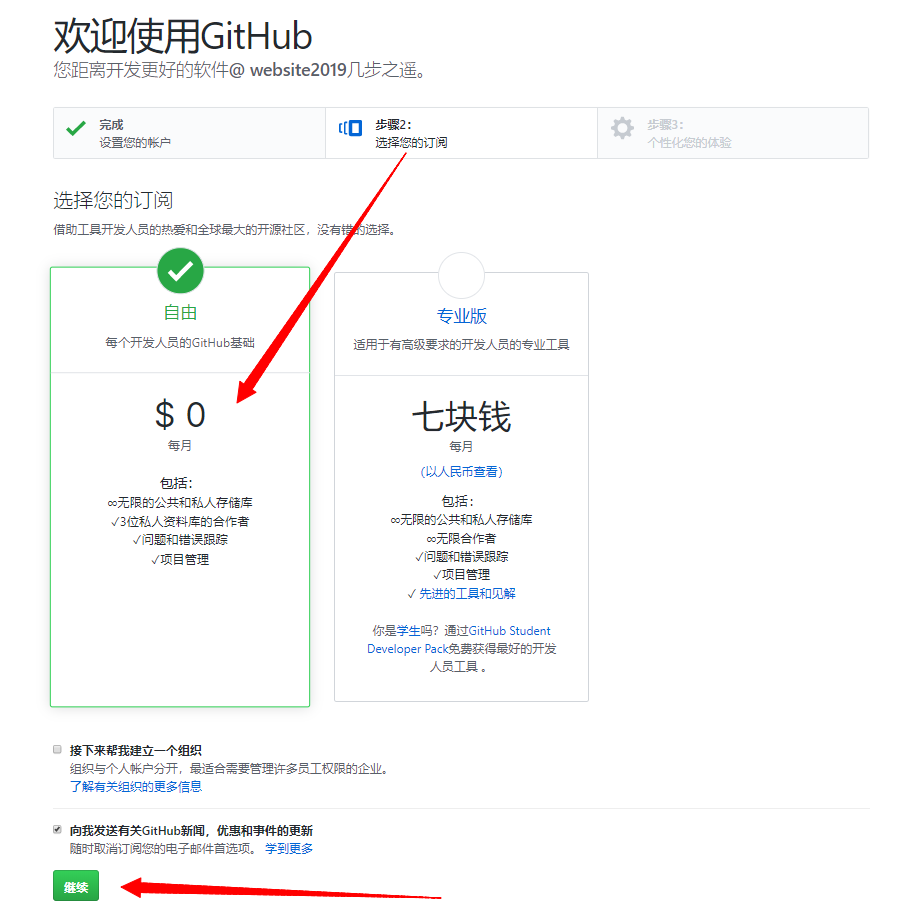 欢迎使用GitHub
您距离开发更好的软件@ website2019几步之遥。
完成
设置您的帐户
步骤2：
选择您的订阅
步骤3：
个性化您的体验
选择您的订阅
借助工具开发人员的热爱和全球最大的开源社区，没有错的选择。
自由
每个开发人员的GitHub基础
$ 0
每月
包括：
∞无限的公共和私人存储库
✓3位私人资料库的合作者
✓问题和错误跟踪
✓项目管理
专业版
适用于有高级要求的开发人员的专业工具
七块钱
每月
（以人民币查看）
包括：
∞无限的公共和私人存储库
∞无限合作者
✓问题和错误跟踪
✓项目管理
✓ 先进的工具和见解
你是学生吗？通过GitHub Student
Developer Pack免费获得最好的开发
人员工具 。
接下来帮我建立一个组织
组织与个人帐户分开，最适合需要管理许多员工权限的企业。
了解有关组织的更多信息
向我发送有关GitHub新闻，优惠和事件的更新
随时取消订阅您的电子邮件首选项。 学到更多
继续